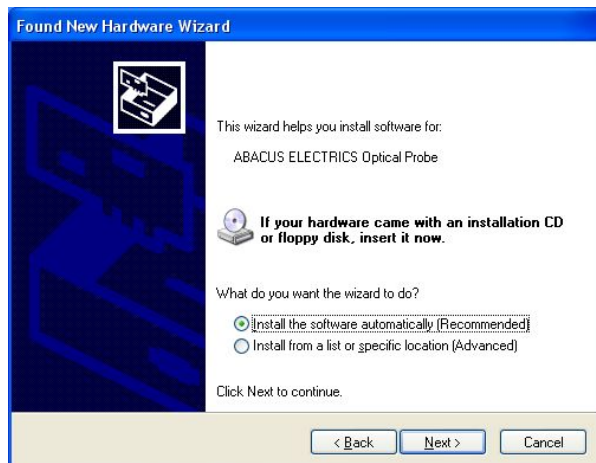 Found New Hardware Wizard
This wizard helps you install software for:
ABACUS ELECTRICS Optical Probe
If your hardware came with an installation CD
or floppy disk, insert it now.
What do you want the wizard to do?
Install the software automatically (Recommended)
Install from a list or specific location (Advanced)
Click Next to continue.
< Back Next > Cancel